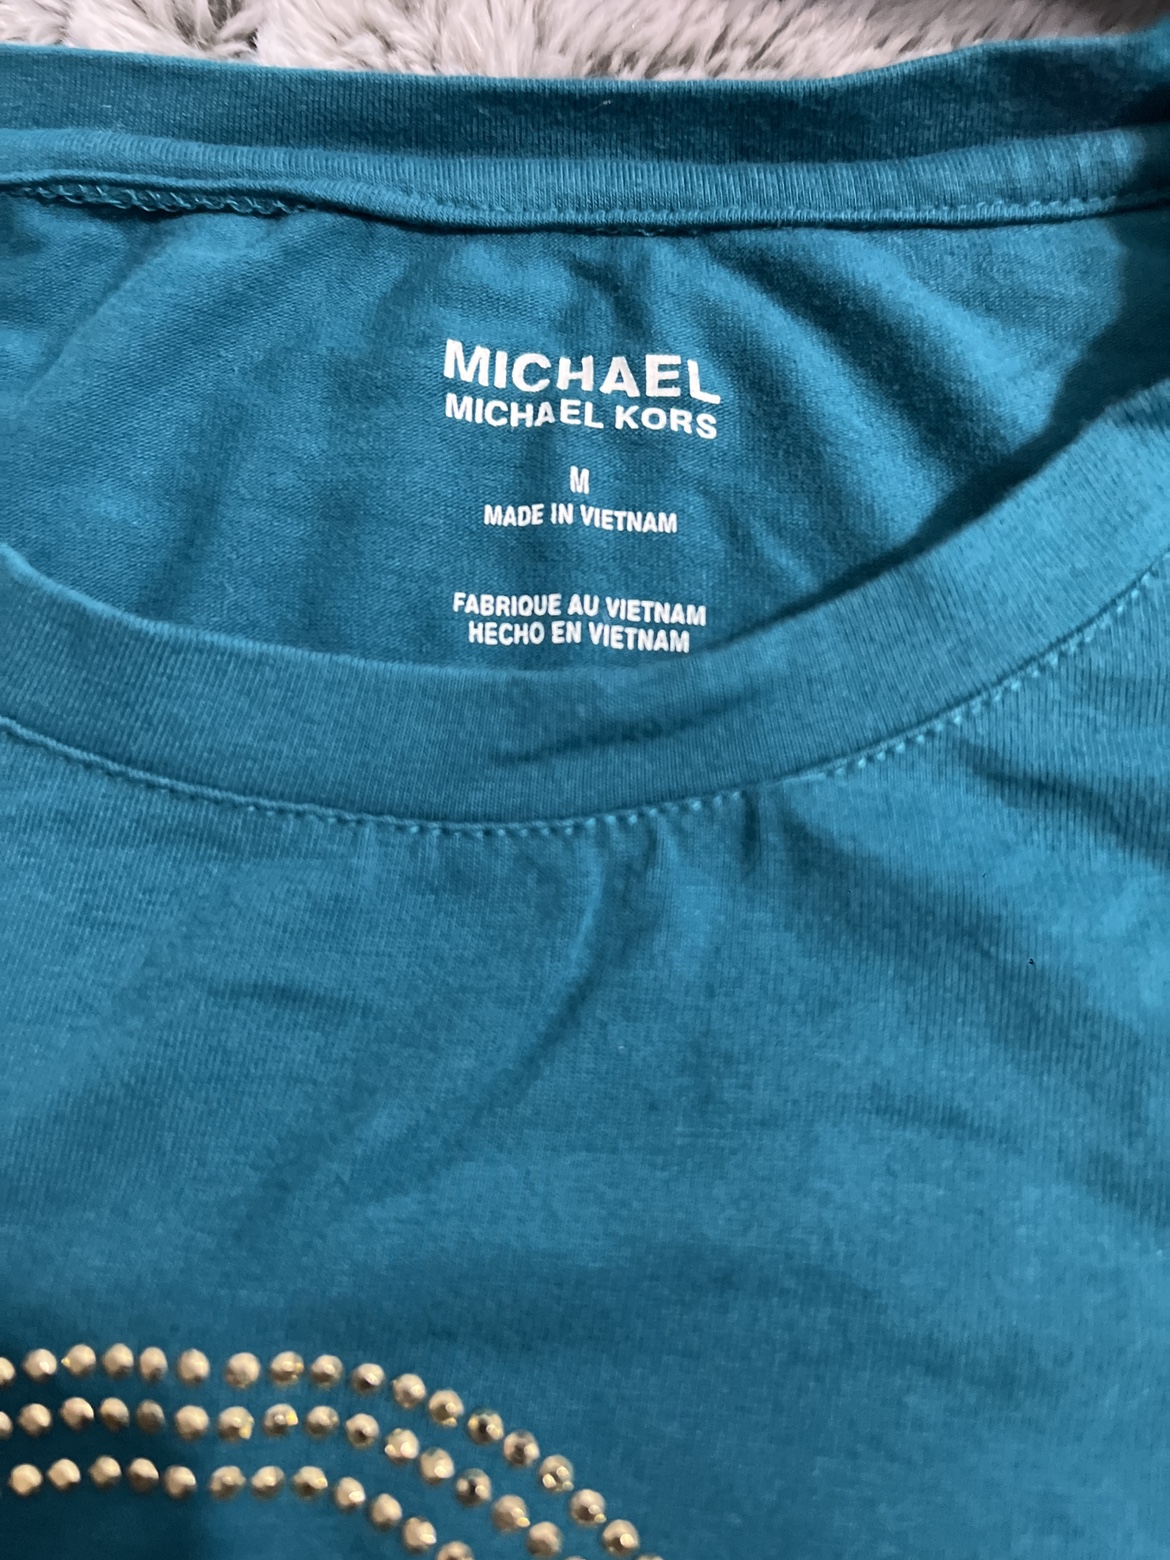 MICHAEL
MICHAEL KORS
M
MADE IN VIETNAM
FABRIQUE AU VIETNAM
HECHO EN VIETNAM